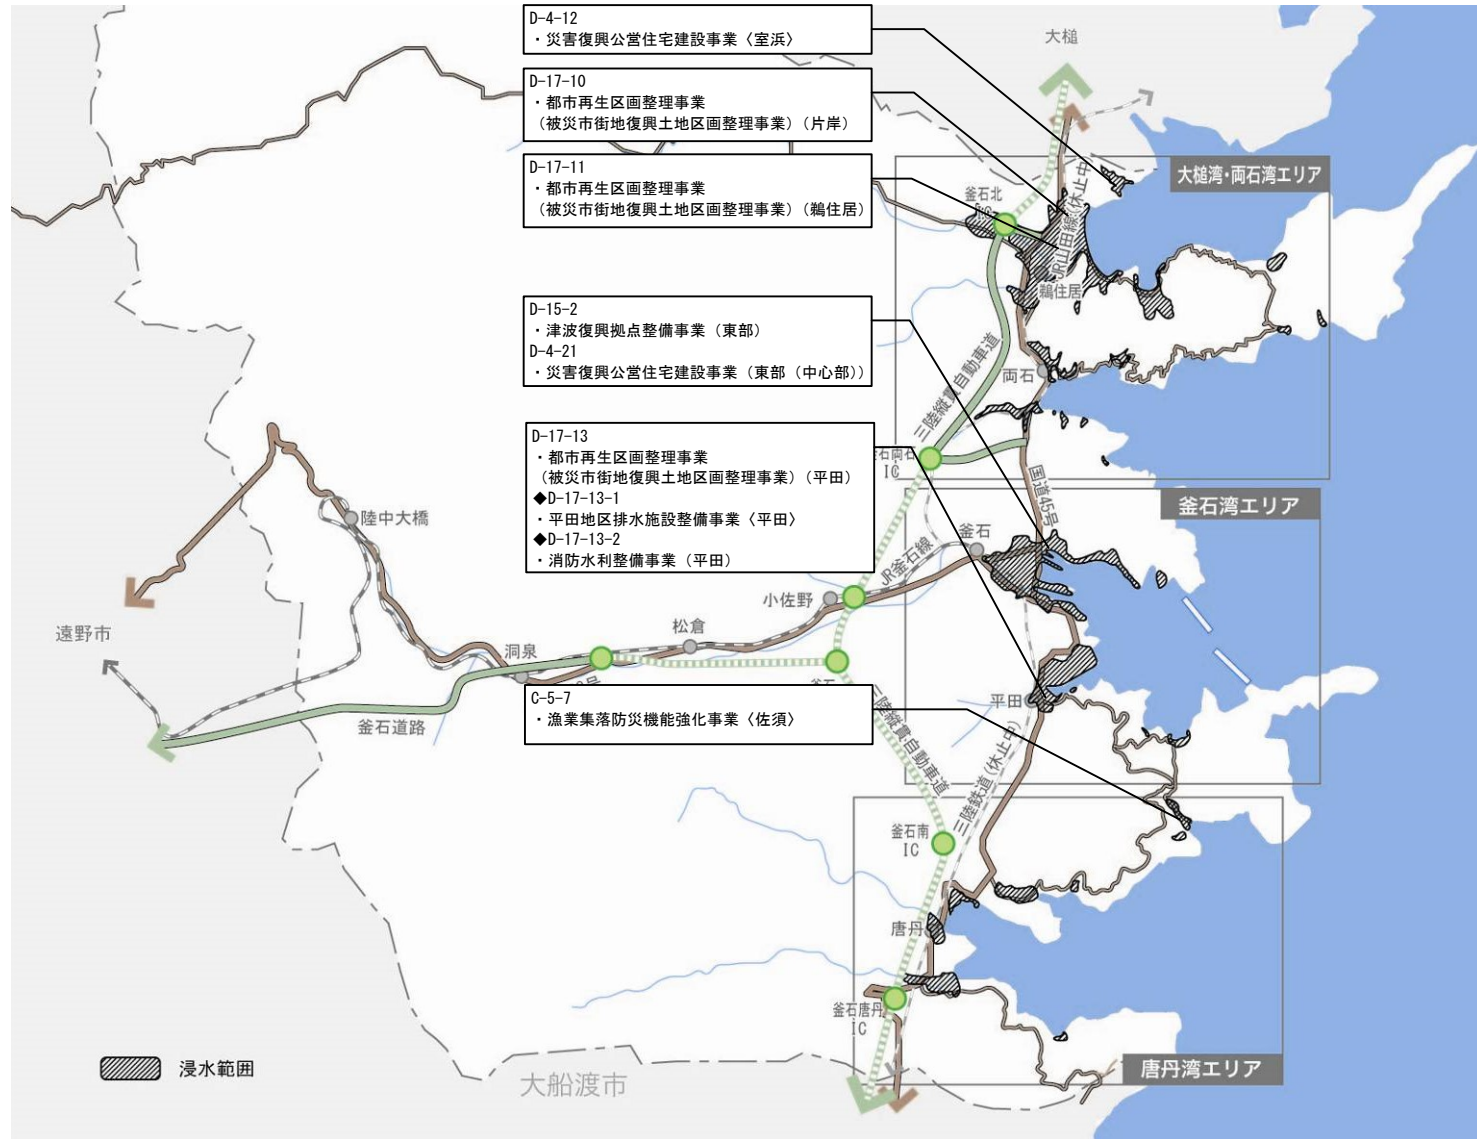 D-4-12
・災害復興公営住宅建設事業〈室浜〉
大槌
D-17-10
・都市再生区画整理事業
(被災市街地復興土地区画整理事業)(片岸)
D-17-11
・都市再生区画整理事業
(被災市街地復興土地区画整理事業)(鵜住居)
大槌湾・両石湾エリア
釜石北
JR山田線(休止中)
鵜住居
D-15-2
・津波復興拠点整備事業(東部)
D-4-21
・災害復興公営住宅建設事業(東部(中心部))
三陸縦貫自動車道
両石
D-17-13
・都市再生区画整理事業
(被災市街地復興土地区画整理事業)(平田)
◆D-17-13-1
・平田地区排水施設整備事業〈平田〉
◆D-17-13-2
・消防水利整備事業(平田)
釜石両石
IC
国道45号
釜石湾エリア
陸中大橋
釜石
JR釜石線
小佐野
遠野市
松倉
洞泉
釜石道路
C-5-7
・漁業集落防災機能強化事業〈佐須〉
平田
三陸縦貫自動車道
三陸鉄道(休止中)
釜石南
IC
唐丹
釜石唐丹
IC
唐丹湾エリア
浸水範囲
大船渡市